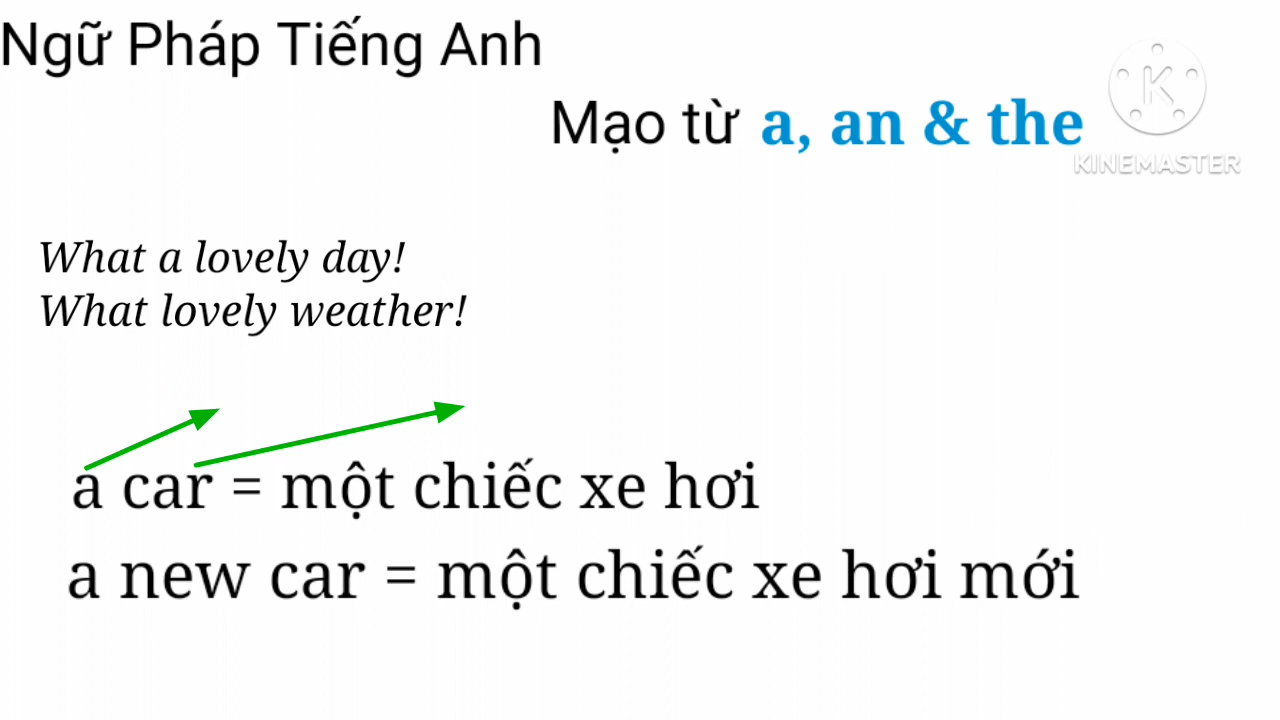 Ngữ Pháp Tiếng Anh
Mạo từ a, an & the
KINEMASTER
What a lovely day!
What lovely weather!
a car = một chiếc xe hơi
a new car = một chiếc xe hơi mới